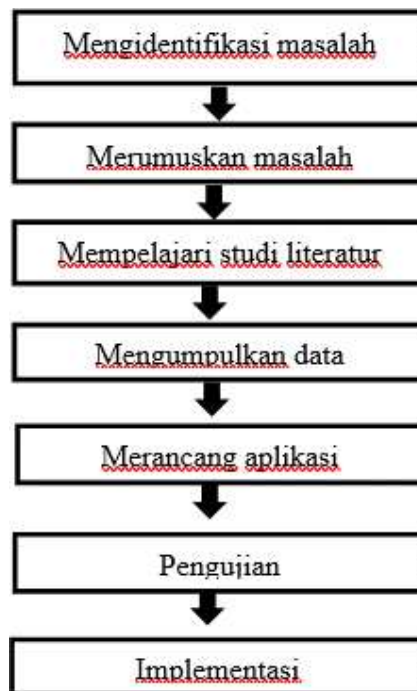 Mengidentifikasi masalah
Merumuskan masalah
Mempelajari studi literatur
Mengumpulkan data
Merancang aplikasi
Pengujian
Implementasi